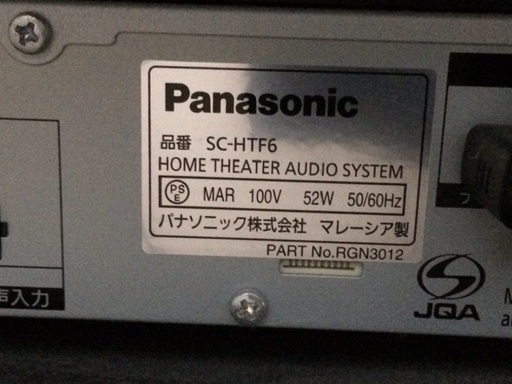 Panasonic
品番 SC-HTF6
HOME THEATER AUDIO SYSTEM
PS E MAR 100V 52W 50/60Hz
パナソニック株式会社 マレーシア製
PART No.RGN3012
声入力
JQA